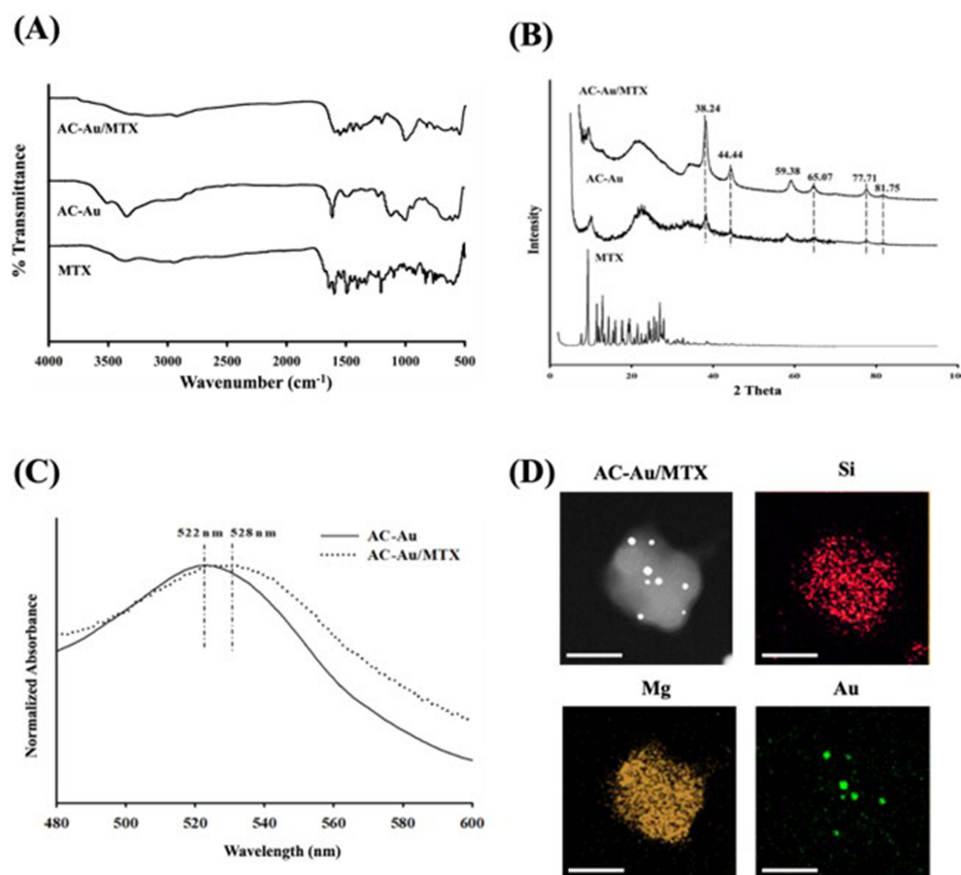 (A)
AC-Au/MTX
AC-Au
MTX
% Transmittance
4000 3500 3000 2500 2000 1500 1000 500
Wavenumber (cm⁻¹)
(B)
AC-Au/MTX
38.24
44.44
59.38
65.07
77.71
81.75
AC-Au
MTX
Intensity
0 20 40 60 80 100
2 Theta
(C)
522 nm 528 nm
AC-Au
AC-Au/MTX
Normalized Absorbance
480 500 520 540 560 580 600
Wavelength (nm)
(D)
AC-Au/MTX Si
Mg Au